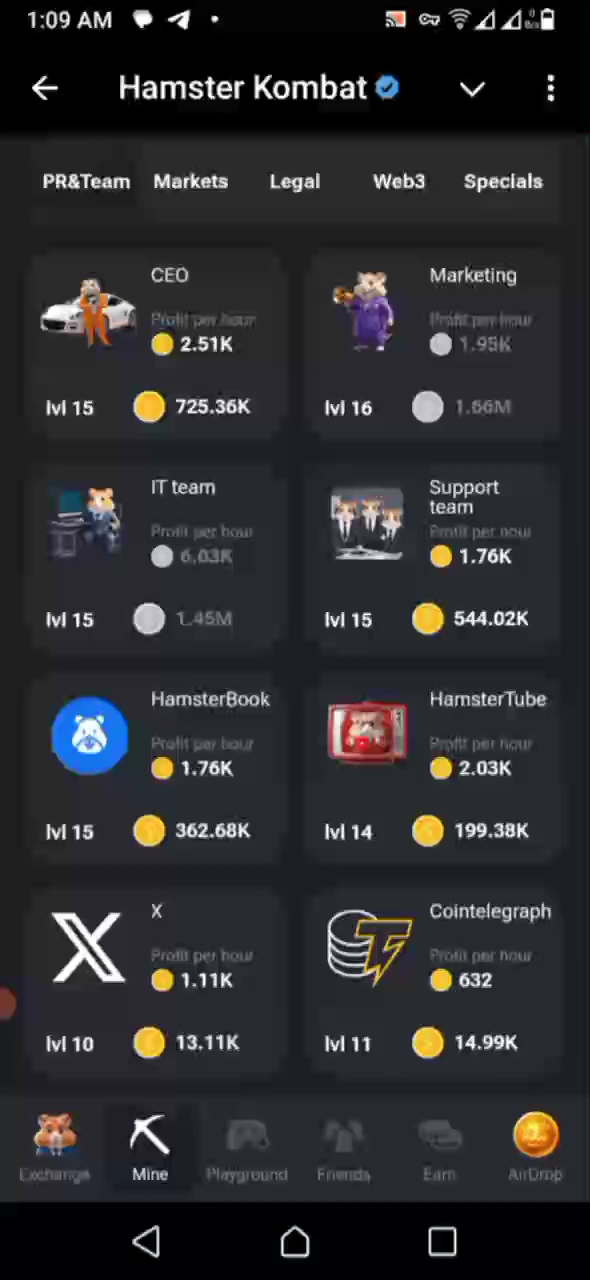 1:09 AM
Hamster Kombat
PR&Team Markets Legal Web3 Specials
CEO
Profit per hour
2.51K
lvl 15 725.36K
Marketing
Profit per hour
1.95K
lvl 16 1.66M
IT team
Profit per hour
6.03K
lvl 15 1.45M
Support
team
Profit per hour
1.76K
lvl 15 544.02K
HamsterBook
Profit per hour
1.76K
lvl 15 362.68K
HamsterTube
Profit per hour
2.03K
lvl 14 199.38K
X
Profit per hour
1.11K
lvl 10 13.11K
Cointelegraph
Profit per hour
632
lvl 11 14.99K
Exchange Mine Playground Friends Earn AirDrop